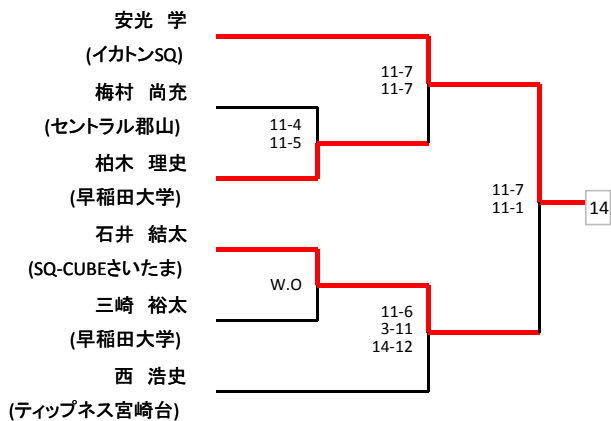 安光　学
(イカトンSQ)
梅村　尚充
(セントラル郡山)
柏木　理史
(早稲田大学)
石井　結太
(SQ-CUBEさいたま)
三崎　裕太
(早稲田大学)
西　浩史
(ティップネス宮崎台)
11-4
11-5
W.O
11-7
11-7
11-6
3-11
14-12
11-7
11-1
14